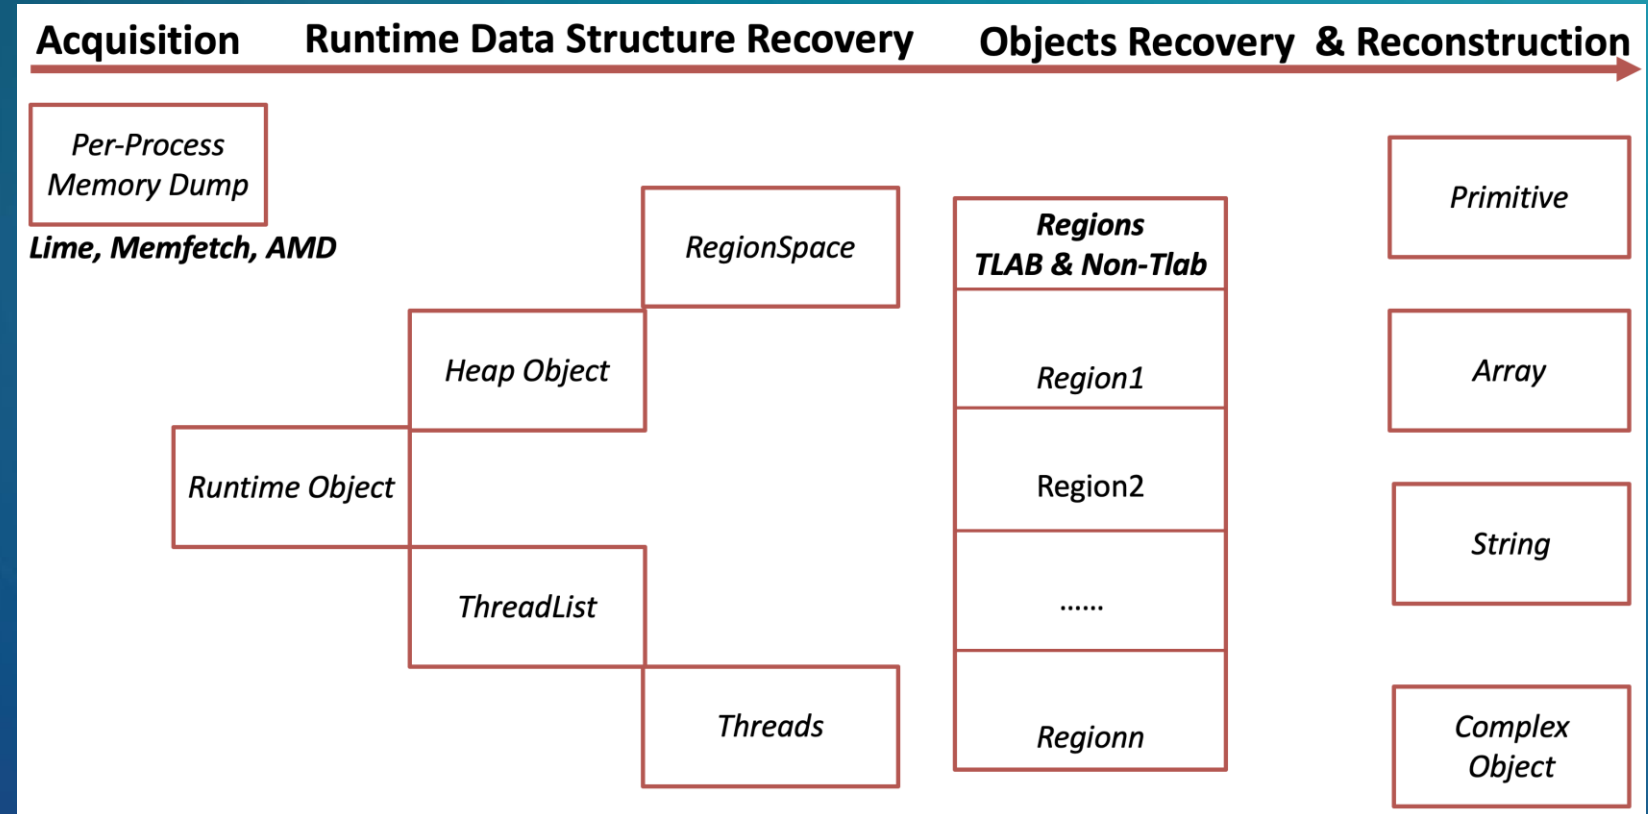 Acquisition
Runtime Data Structure Recovery
Objects Recovery & Reconstruction
Per-Process
Memory Dump
Lime, Memfetch, AMD
Runtime Object
Heap Object
ThreadList
RegionSpace
Threads
Regions
TLAB & Non-Tlab
Region1
Region2
......
Regionn
Primitive
Array
String
Complex
Object